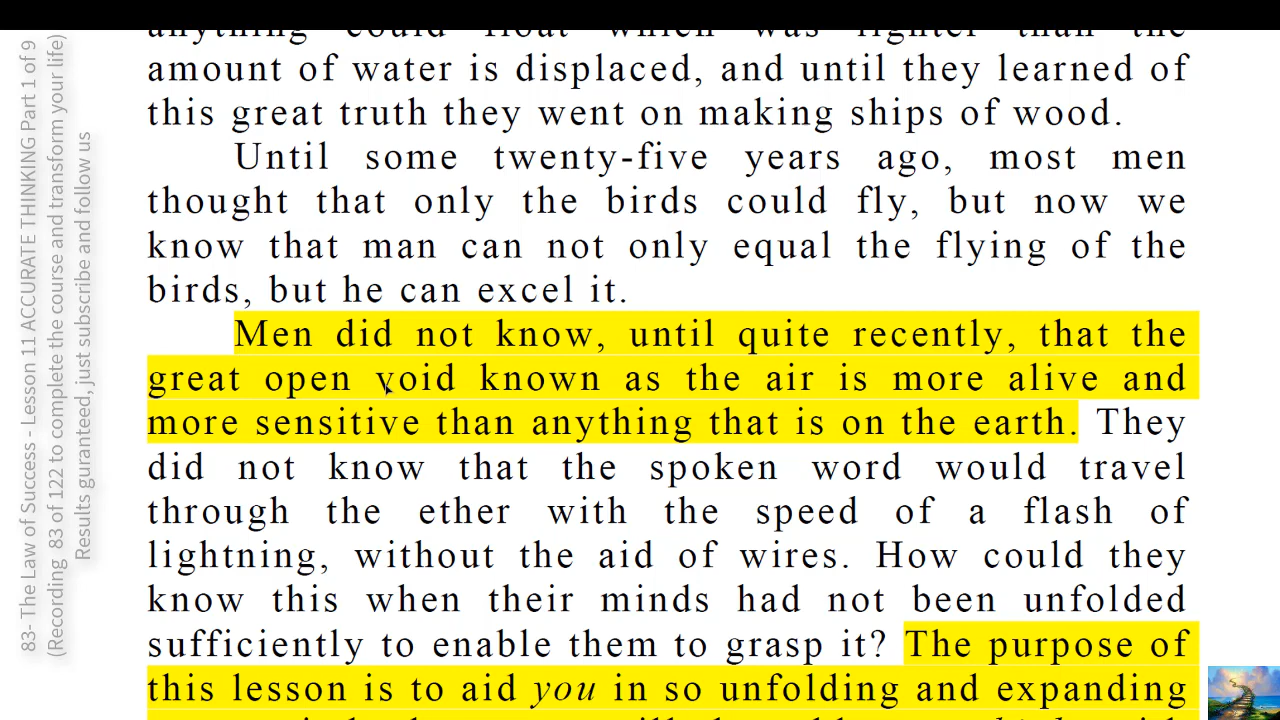 anything could float which was lighter than the
amount of water is displaced, and until they learned of
this great truth they went on making ships of wood.
Until some twenty-five years ago, most men
thought that only the birds could fly, but now we
know that man can not only equal the flying of the
birds, but he can excel it.
Men did not know, until quite recently, that the
great open void known as the air is more alive and
more sensitive than anything that is on the earth. They
did not know that the spoken word would travel
through the ether with the speed of a flash of
lightning, without the aid of wires. How could they
know this when their minds had not been unfolded
sufficiently to enable them to grasp it? The purpose of
this lesson is to aid you in so unfolding and expanding
83- The Law of Success - Lesson 11 ACCURATE THINKING Part 1 of 9
(Recording 83 of 122 to complete the course and transform your life)
Results guranteed, just subscribe and follow us